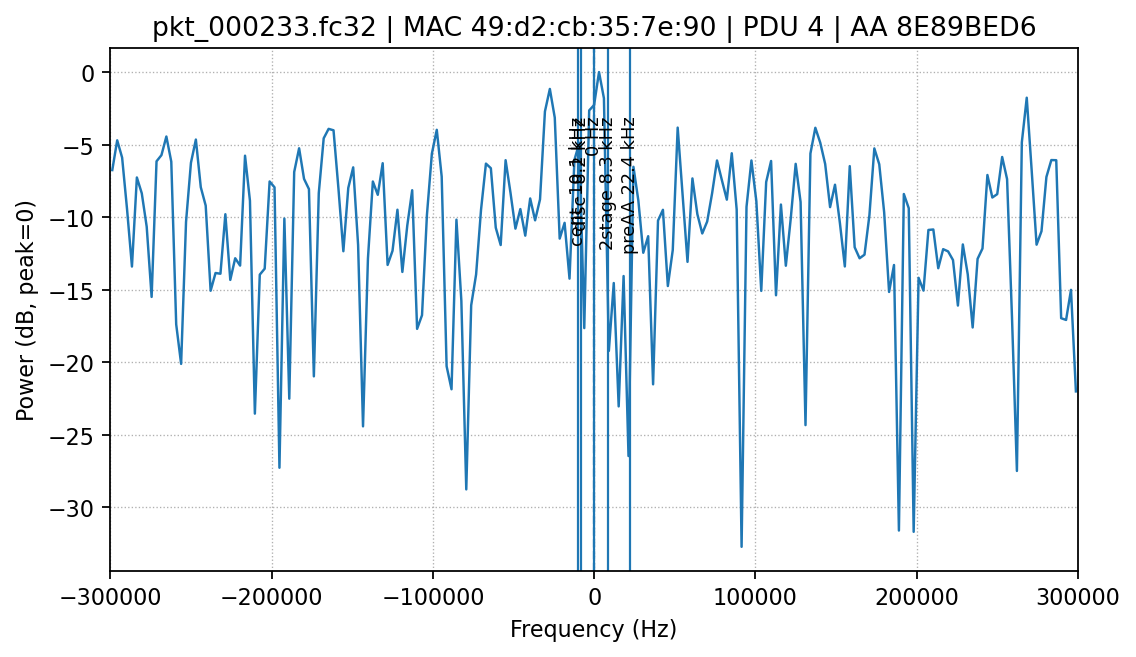 pkt_000233.fc32 | MAC 49:d2:cb:35:7e:90 | PDU 4 | AA 8E89BED6
Power (dB, peak=0)
0
−5
−10
−15
−20
−25
−30
0 Hz
2stage 8.3 kHz
preAA 22.4 kHz
−300000
−200000
−100000
0
100000
200000
300000
Frequency (Hz)